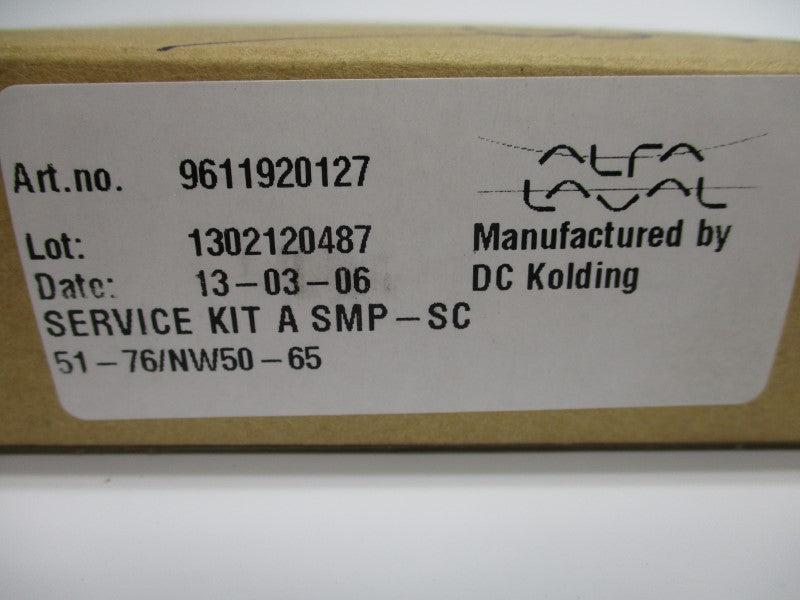 Art.no. 9611920127
ALFA
LAVAL
Lot: 1302120487
Manufactured by
Date: 13-03-06
DC Kolding
SERVICE KIT A SMP-SC
51-76/NW50-65